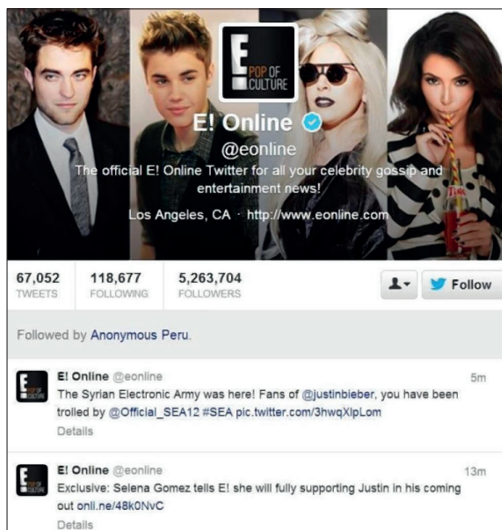 E! POP OF
CULTURE
E! Online
@eonline
The official E! Online Twitter for all your celebrity gossip and
entertainment news!
Los Angeles, CA · http://www.eonline.com
67,052 118,677 5,263,704
TWEETS FOLLOWING FOLLOWERS
Follow
Followed by Anonymous Peru.
E! Online @eonline 5m
The Syrian Electronic Army was here! Fans of @justinbieber, you have been
trolled by @Official_SEA12 #SEA pic.twitter.com/3hwqXlpLom
Details
E! Online @eonline 13m
Exclusive: Selena Gomez tells E! she will fully supporting Justin in his coming
out onli.ne/48k0NvC
Details